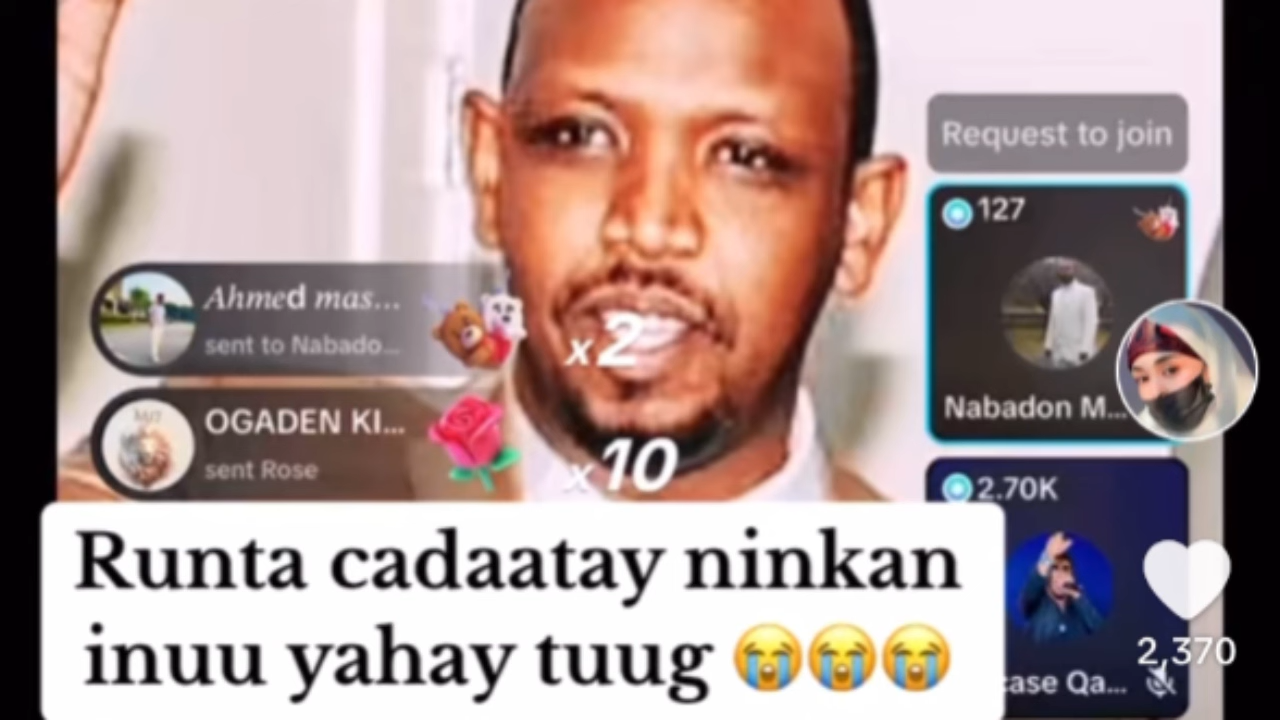 Request to join
127
Ahmed mas...
sent to Nabado...
x2
Nabadon M...
OGADEN KI...
sent Rose
x10
2.70K
Runta cadaatay ninkan
inuu yahay tuug 😭😭😭
2,370
case Qa...